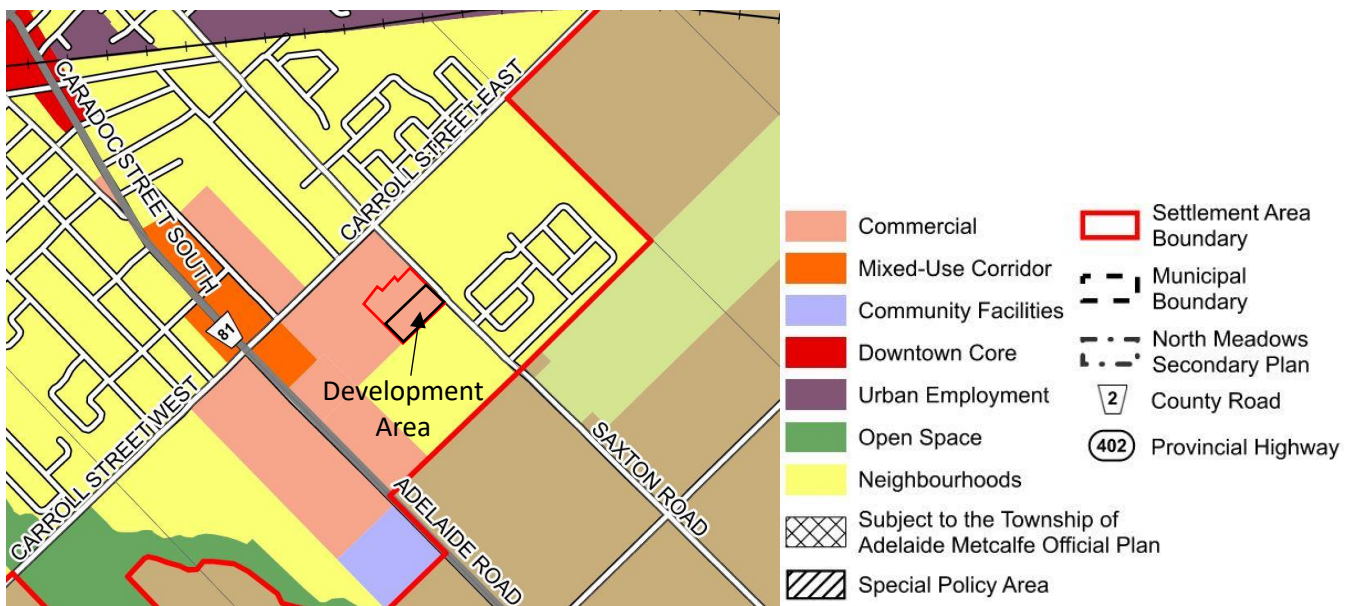 CARADOC STREET SOUTH
CARROLL STREET EAST
81
Development
Area
CARROLL STREET WEST
ADELAIDE ROAD
SAXTON ROAD
Commercial
Mixed-Use Corridor
Community Facilities
Downtown Core
Urban Employment
Open Space
Neighbourhoods
Subject to the Township of
Adelaide Metcalfe Official Plan
Special Policy Area
Settlement Area
Boundary
Municipal
Boundary
North Meadows
Secondary Plan
2
County Road
402
Provincial Highway